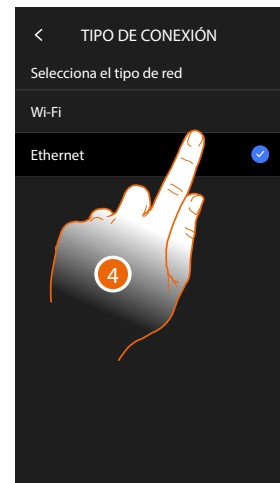 TIPO DE CONEXIÓN
Selecciona el tipo de red
Wi-Fi
Ethernet
4